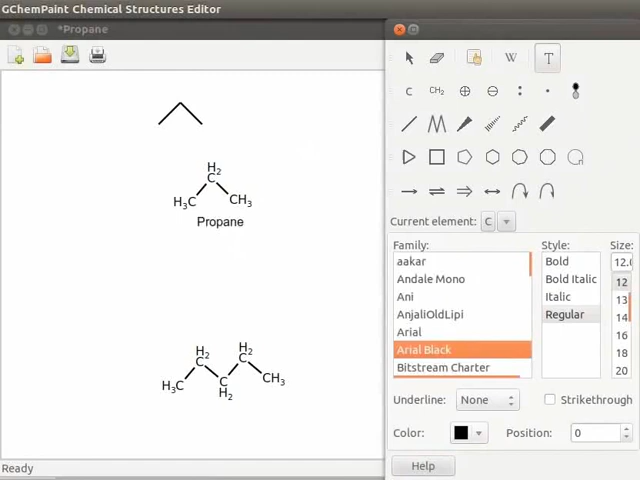 GChemPaint Chemical Structures Editor
*Propane
W
T
C
CH2
Current element: C
H2
C
H3C
CH3
Propane
Family:
aakar
Andale Mono
Ani
AnjaliOldLipi
Arial
Arial Black
Bitstream Charter
Style:
Bold
Bold Italic
Italic
Regular
Size:
12.0
12
13
14
16
18
20
H2
C
H2
C
H3C
C
H2
CH3
Underline: None
Strikethrough
Color:
Position: 0
Help
Ready